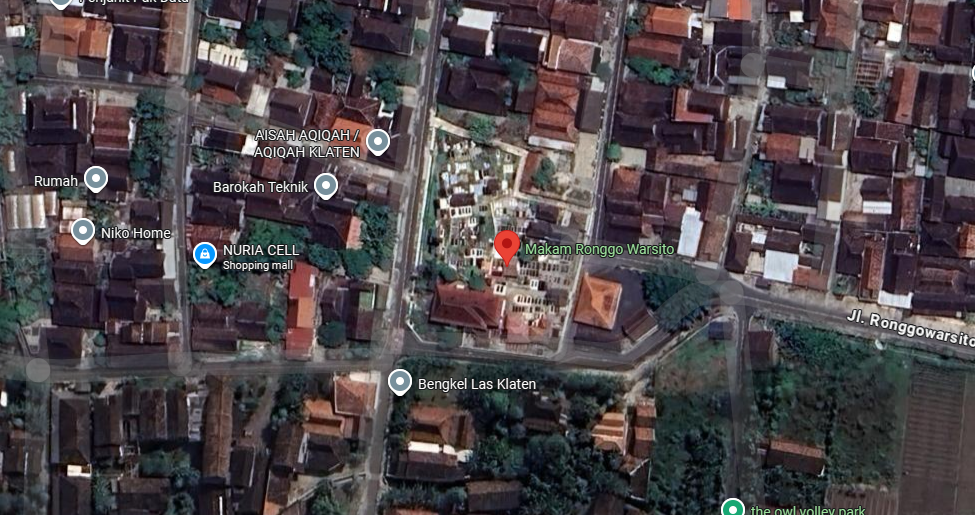 AISAH AQIQAH /
AQIQAH KLATEN
Rumah
Barokah Teknik
Niko Home
NURIA CELL
Shopping mall
Makam Ronggo Warsito
Jl. Ronggowarsito
Bengkel Las Klaten
the owl volley park